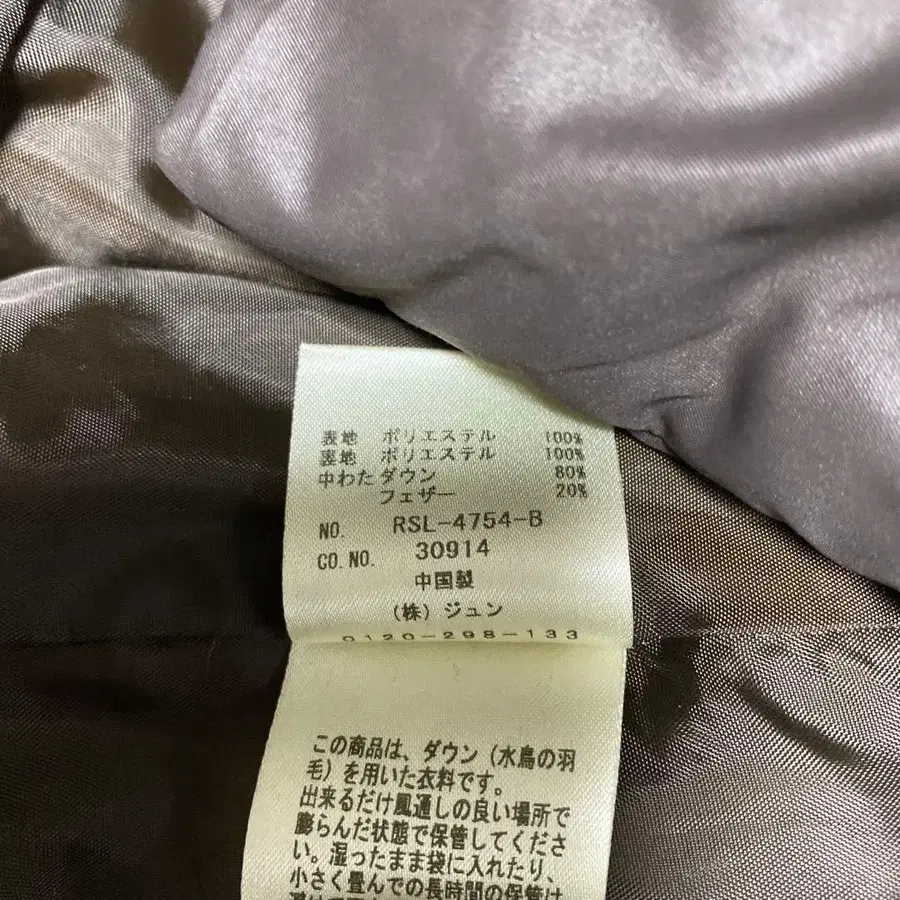 表地 ポリエステル 100%
裏地 ポリエステル 100%
中わた ダウン 80%
フェザー 20%
NO. RSL-4754-B
CO.NO. 30914
中国製
(株) ジュン
0120-298-133
この商品は、ダウン (水鳥の羽
毛) を用いた衣料です。
出来るだけ風通しの良い場所で
膨らんだ状態で保管してくださ
い。湿ったまま袋に入れたり、
小さく畳んでの長時間の保管は